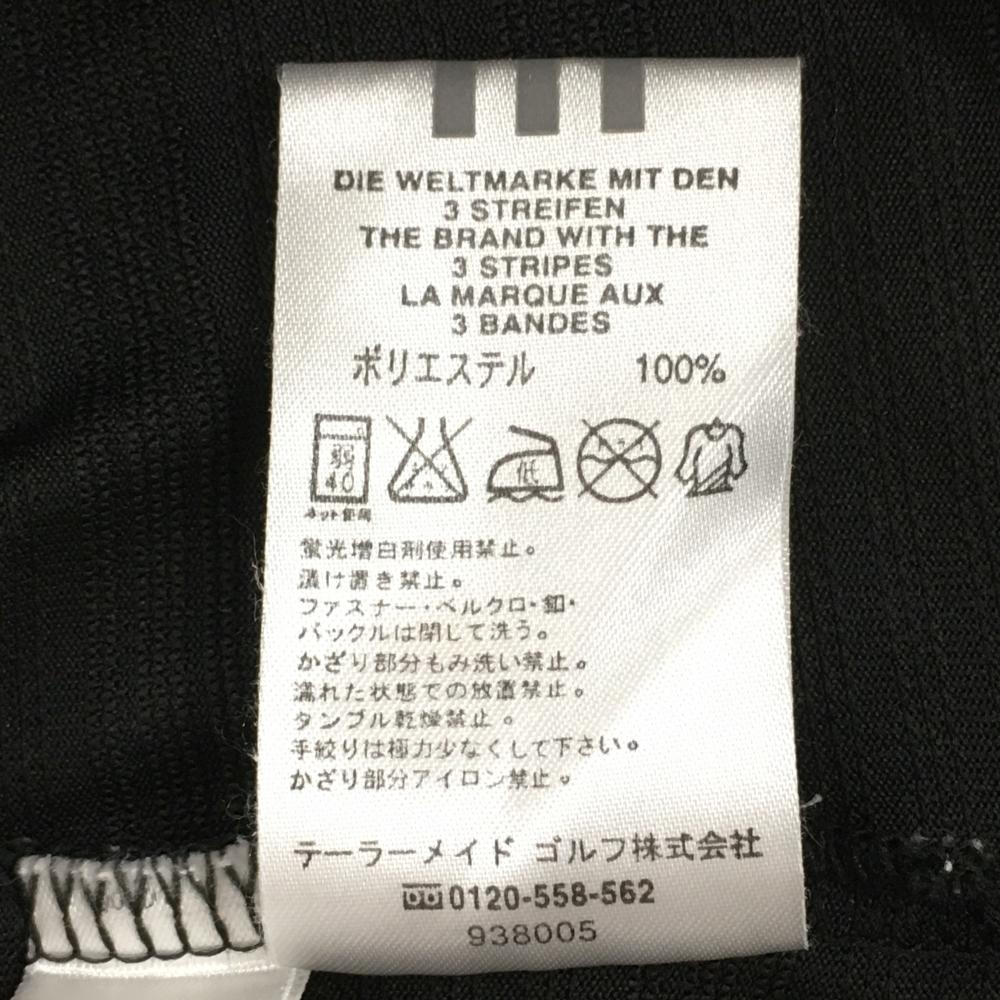 DIE WELTMARKE MIT DEN
3 STREIFEN
THE BRAND WITH THE
3 STRIPES
LA MARQUE AUX
3 BANDES
ポリエステル 100%
弱
40
低
ネット使用
蛍光増白剤使用禁止。
漬け置き禁止。
ファスナー・ベルクロ・釦・
バックルは閉して洗う。
かざり部分もみ洗い禁止。
濡れた状態での放置禁止。
タンブル乾燥禁止。
手絞りは極力少なくして下さい。
かざり部分アイロン禁止。
テーラーメイド ゴルフ株式会社
0120-558-562
938005